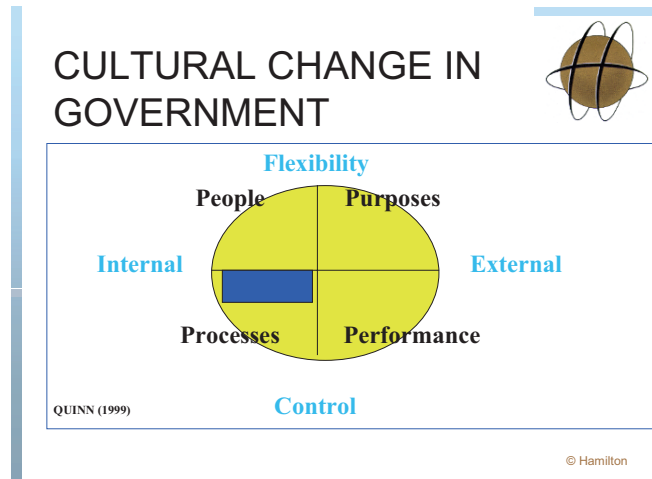 CULTURAL CHANGE IN
GOVERNMENT
Flexibility
People Purposes
Internal External
Processes Performance
QUINN (1999) Control
© Hamilton